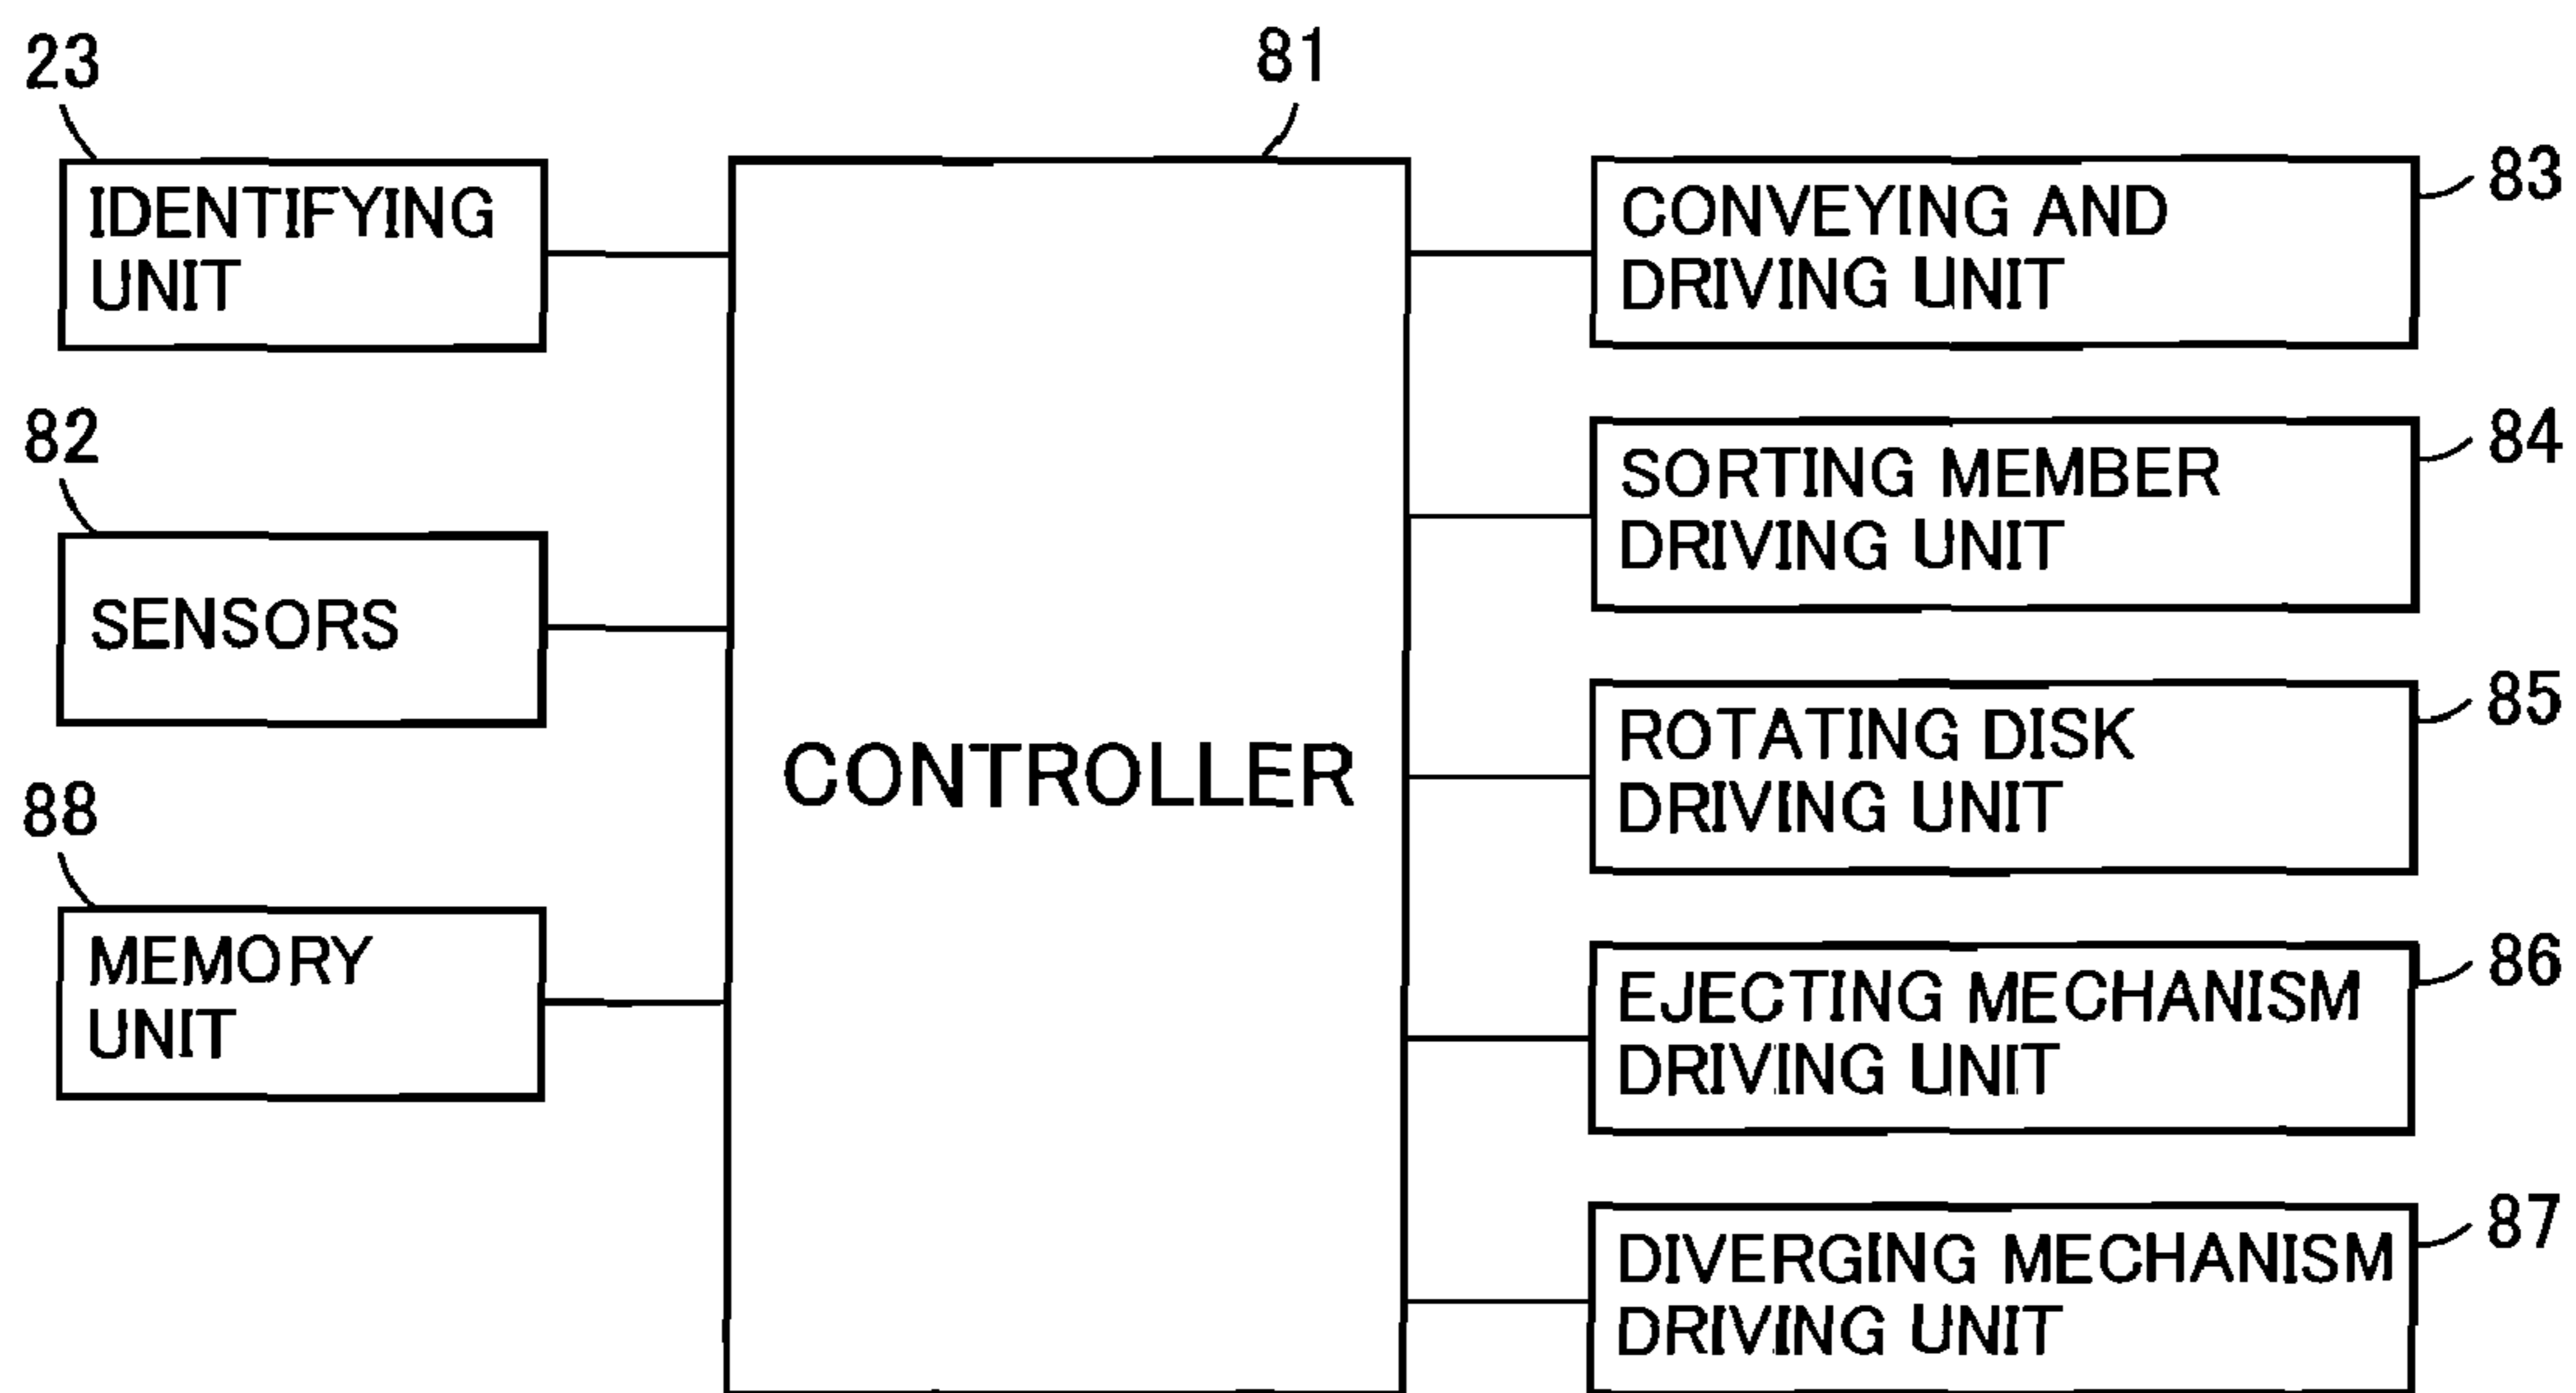 23
IDENTIFYING
UNIT
82
SENSORS
88
MEMORY
UNIT
81
CONTROLLER
83
CONVEYING AND
DRIVING UNIT
84
SORTING MEMBER
DRIVING UNIT
85
ROTATING DISK
DRIVING UNIT
86
EJECTING MECHANISM
DRIVING UNIT
87
DIVERGING MECHANISM
DRIVING UNIT